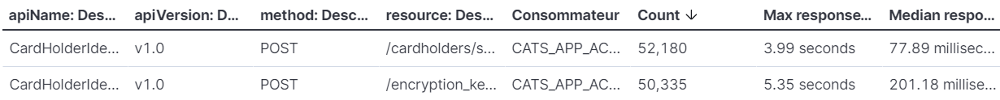 apiName: Des... apiVersion: D... method: Desc... resource: Des... Consommateur Count ↓ Max response... Median respo...
CardHolderIde... v1.0 POST /cardholders/s... CATS_APP_AC... 52,180 3.99 seconds 77.89 millisec...
CardHolderIde... v1.0 POST /encryption_ke... CATS_APP_AC... 50,335 5.35 seconds 201.18 millise...